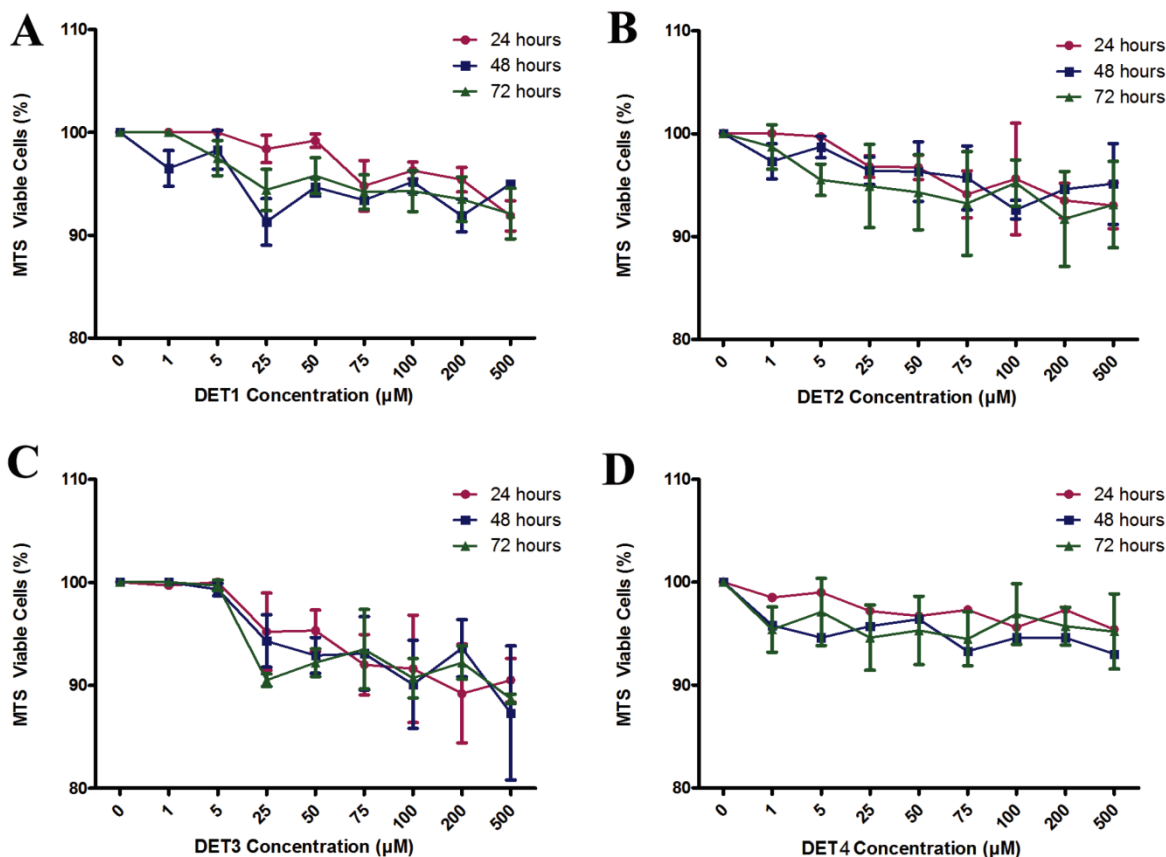 A
110
100
90
80
MTS Viable Cells (%)
24 hours
48 hours
72 hours
0 1 5 25 50 75 100 200 500
DET1 Concentration (µM)
B
110
100
90
80
MTS Viable Cells (%)
24 hours
48 hours
72 hours
0 1 5 25 50 75 100 200 500
DET2 Concentration (µM)
C
110
100
90
80
MTS Viable Cells (%)
24 hours
48 hours
72 hours
0 1 5 25 50 75 100 200 500
DET3 Concentration (µM)
D
110
100
90
80
MTS Viable Cells (%)
24 hours
48 hours
72 hours
0 1 5 25 50 75 100 200 500
DET4 Concentration (µM)